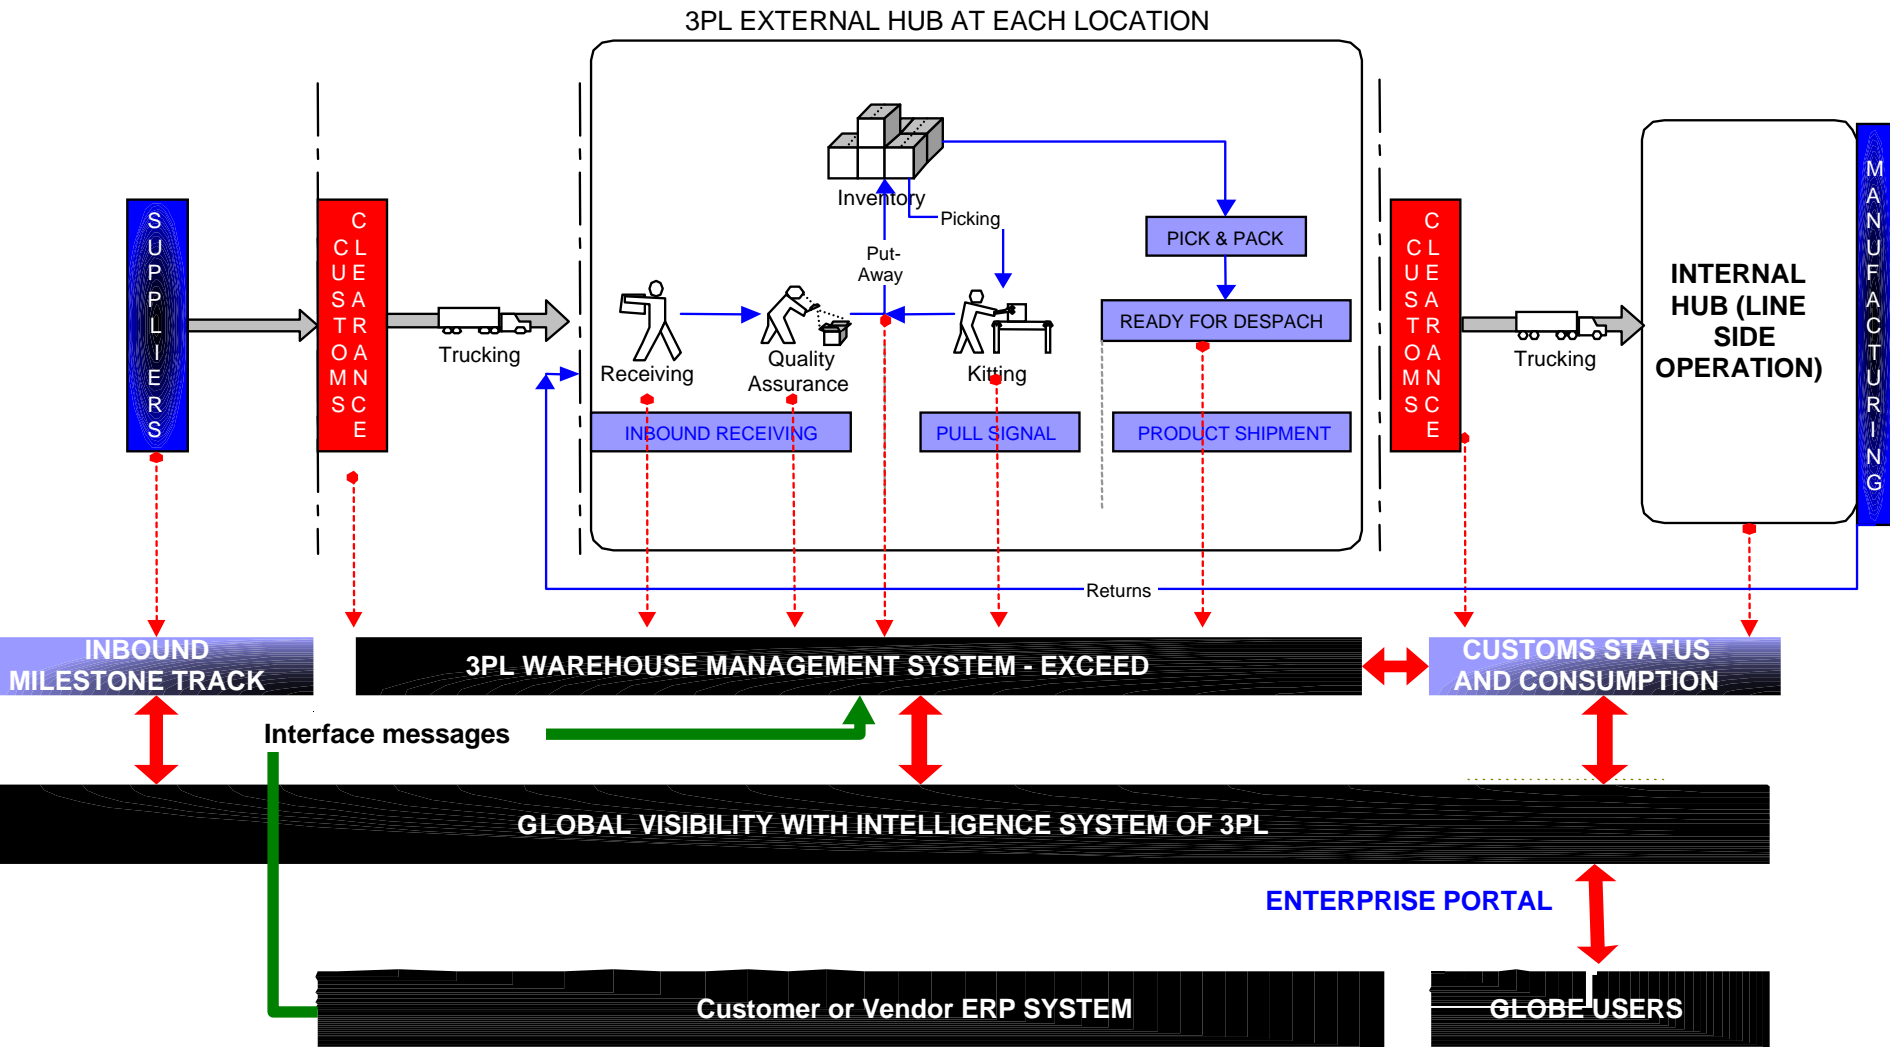 3PL EXTERNAL HUB AT EACH LOCATION
SUPPLIERS
CUSTOMS
CLEARANCE
Trucking
Inventory
Picking
Put-
Away
Receiving
Quality
Assurance
Kitting
PICK & PACK
READY FOR DESPACH
INBOUND RECEIVING
PULL SIGNAL
PRODUCT SHIPMENT
CUSTOMS
CLEARANCE
Trucking
INTERNAL
HUB (LINE
SIDE
OPERATION)
MANUFACTURING
Returns
INBOUND
MILESTONE TRACK
3PL WAREHOUSE MANAGEMENT SYSTEM - EXCEED
CUSTOMS STATUS
AND CONSUMPTION
Interface messages
GLOBAL VISIBILITY WITH INTELLIGENCE SYSTEM OF 3PL
ENTERPRISE PORTAL
Customer or Vendor ERP SYSTEM
GLOBE USERS